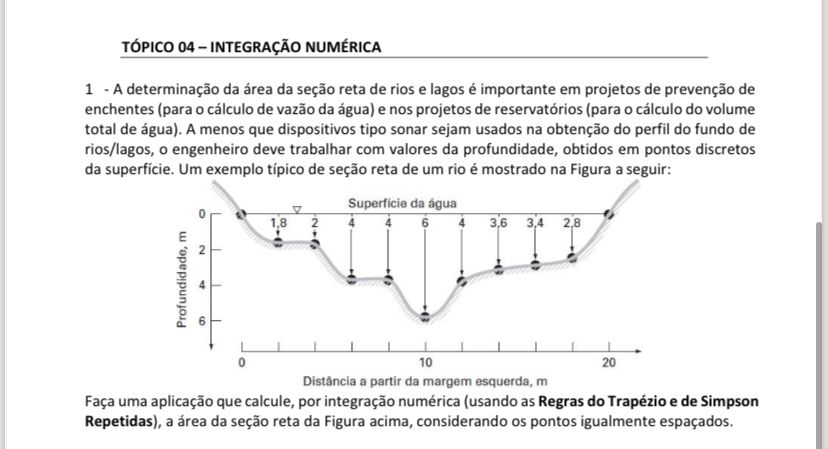 TÓPICO 04 – INTEGRAÇÃO NUMÉRICA
1 - A determinação da área da seção reta de rios e lagos é importante em projetos de prevenção de
enchentes (para o cálculo de vazão da água) e nos projetos de reservatórios (para o cálculo do volume
total de água). A menos que dispositivos tipo sonar sejam usados na obtenção do perfil do fundo de
rios/lagos, o engenheiro deve trabalhar com valores da profundidade, obtidos em pontos discretos
da superfície. Um exemplo típico de seção reta de um rio é mostrado na Figura a seguir:
Superfície da água
0
1,8 2 4 4 6 4 3,6 3,4 2,8
2
4
6
Profundidade, m
0 10 20
Distância a partir da margem esquerda, m
Faça uma aplicação que calcule, por integração numérica (usando as Regras do Trapézio e de Simpson
Repetidas), a área da seção reta da Figura acima, considerando os pontos igualmente espaçados.